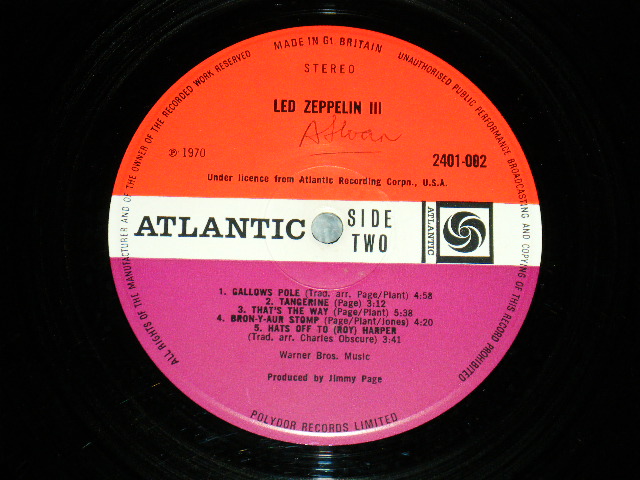 MADE IN Gt BRITAIN
ALL RIGHTS OF THE MANUFACTURER AND OF THE OWNER OF THE RECORDED WORK RESERVED
UNAUTHORISED PUBLIC PERFORMANCE BROADCASTING AND COPYING OF THIS RECORD PROHIBITED
STEREO
LED ZEPPELIN III
℗ 1970
2401-002
Under licence from Atlantic Recording Corpn., U.S.A.
ATLANTIC
SIDE TWO
ATLANTIC
1. GALLOWS POLE (Trad. arr. Page/Plant) 4:58
2. TANGERINE (Page) 3:12
3. THAT'S THE WAY (Page/Plant) 5:38
4. BRON-Y-AUR STOMP (Page/Plant/Jones) 4:20
5. HATS OFF TO (ROY) HARPER
(Trad. arr. Charles Obscure) 3:41
Warner Bros. Music
Produced by Jimmy Page
POLYDOR RECORDS LIMITED